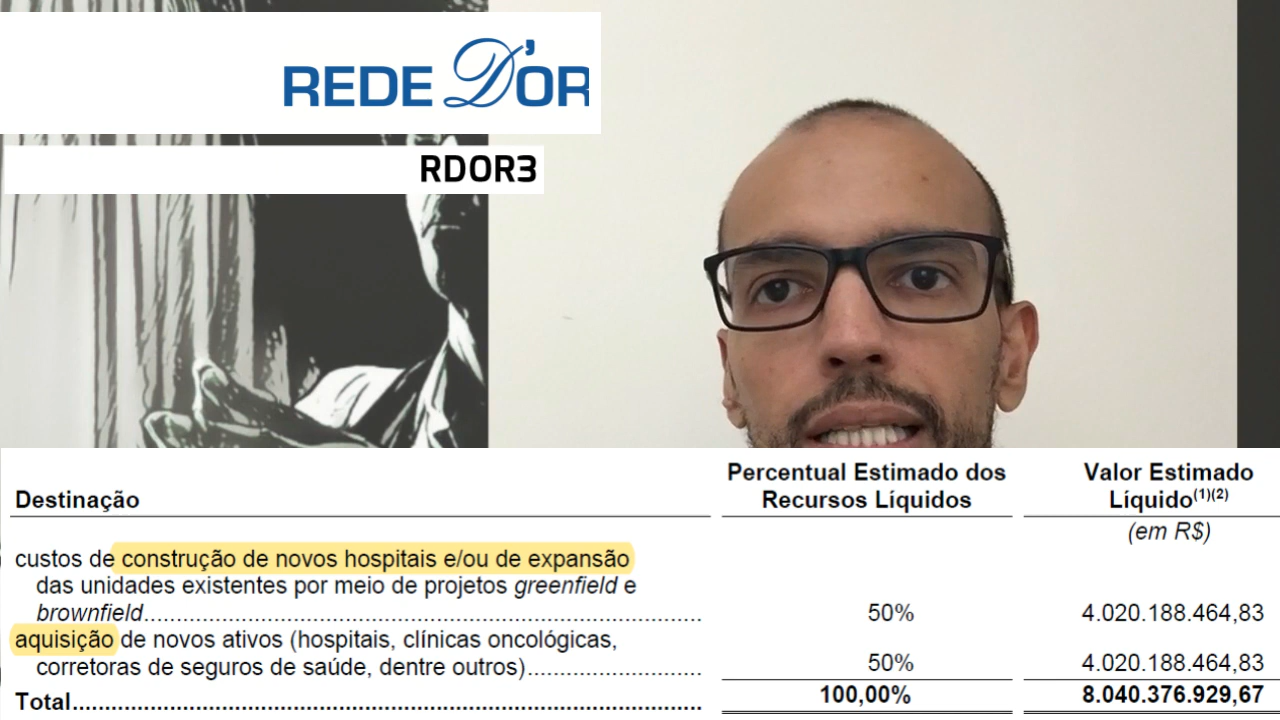 REDE D'OR
RDOR3
Destinação
Percentual Estimado dos
Recursos Líquidos
Valor Estimado
Líquido(1)(2)
(em R$)
custos de construção de novos hospitais e/ou de expansão
das unidades existentes por meio de projetos greenfield e
brownfield.......................................................................................... 50% 4.020.188.464,83
aquisição de novos ativos (hospitais, clínicas oncológicas,
corretoras de seguros de saúde, dentre outros)........................... 50% 4.020.188.464,83
Total.................................................................................................... 100,00% 8.040.376.929,67